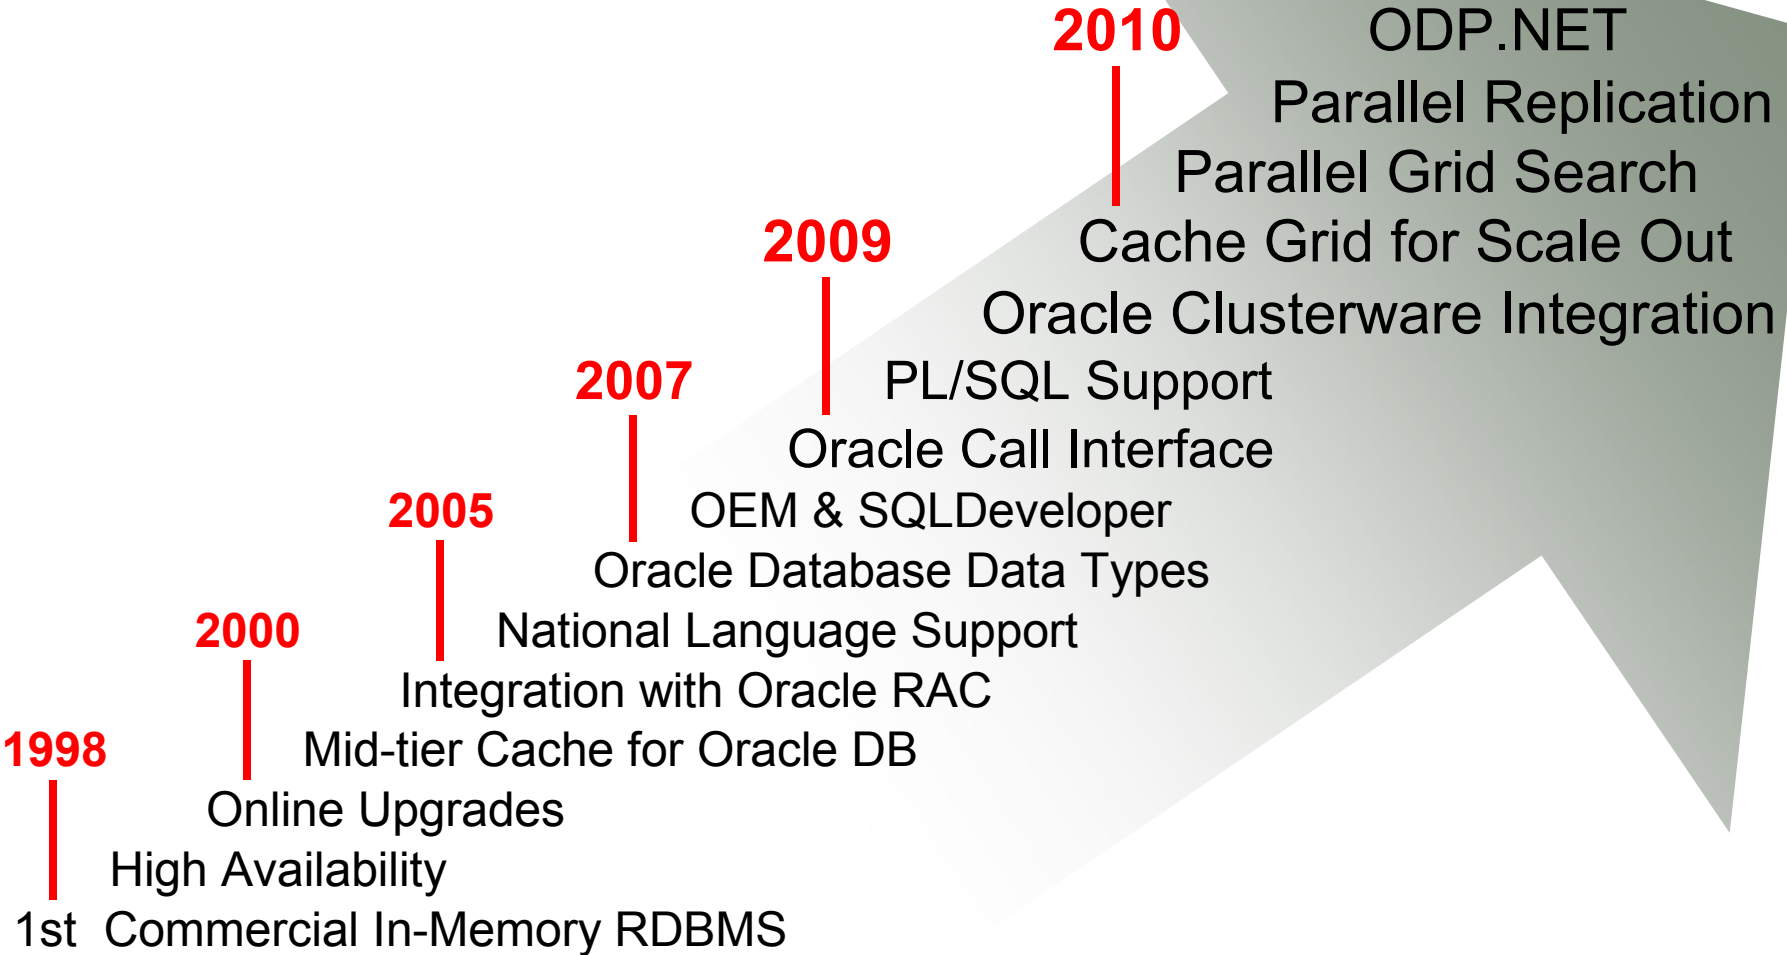 2010 ODP.NET
Parallel Replication
Parallel Grid Search
2009 Cache Grid for Scale Out
Oracle Clusterware Integration
2007 PL/SQL Support
Oracle Call Interface
2005 OEM & SQLDeveloper
Oracle Database Data Types
2000 National Language Support
Integration with Oracle RAC
1998 Mid-tier Cache for Oracle DB
Online Upgrades
High Availability
1st Commercial In-Memory RDBMS